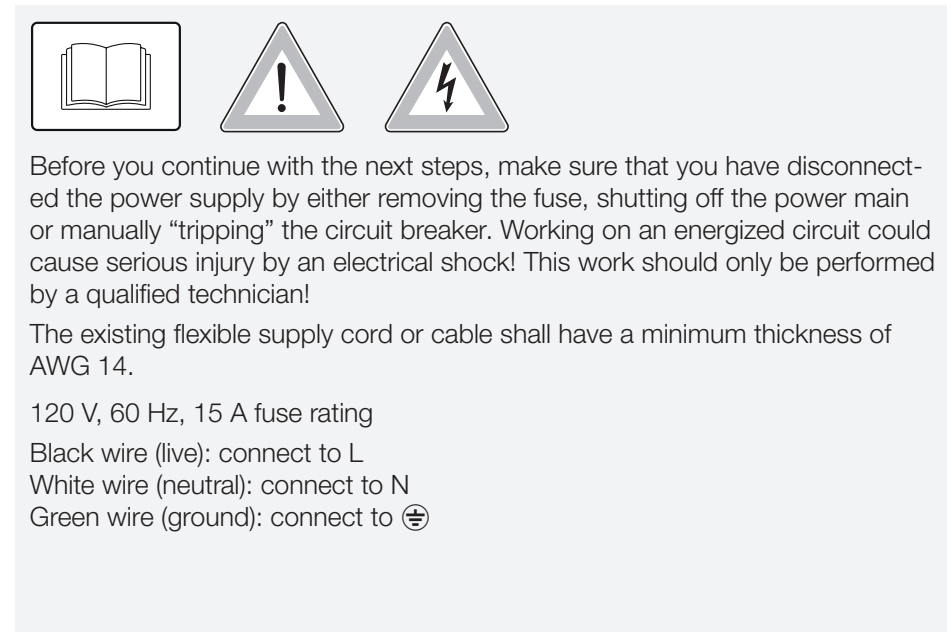 Before you continue with the next steps, make sure that you have disconnect-
ed the power supply by either removing the fuse, shutting off the power main
or manually “tripping” the circuit breaker. Working on an energized circuit could
cause serious injury by an electrical shock! This work should only be performed
by a qualified technician!
The existing flexible supply cord or cable shall have a minimum thickness of
AWG 14.
120 V, 60 Hz, 15 A fuse rating
Black wire (live): connect to L
White wire (neutral): connect to N
Green wire (ground): connect to ⏚